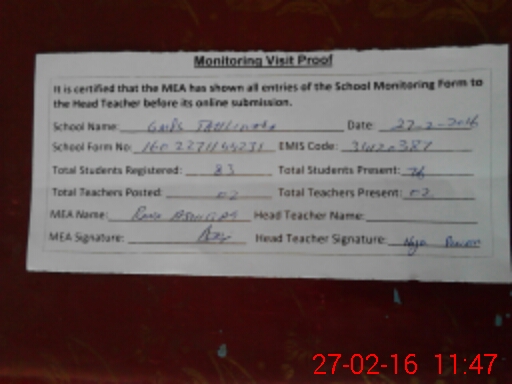 Monitoring Visit Proof
It is certified that the MEA has shown all entries of the School Monitoring Form to
the Head Teacher before its online submission.
School Name: GMPS Date: 27-2-2016
School Form No: EMIS Code:
Total Students Registered: 83 Total Students Present: 76
Total Teachers Posted: 02 Total Teachers Present: 02
MEA Name: Head Teacher Name:
MEA Signature: Head Teacher Signature:
27-02-16 11:47